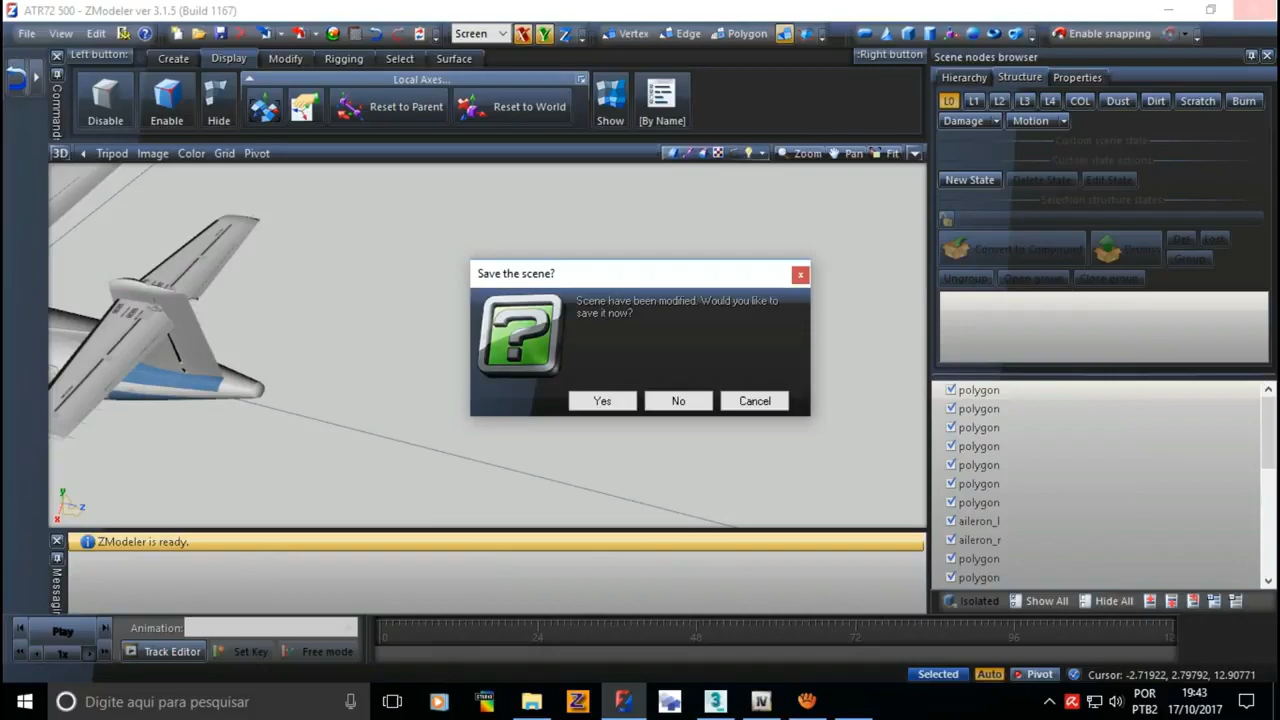 ATR72 500 - ZModeler ver 3.1.5 (Build 1167)
File View Edit
Screen
X Y Z
Vertex Edge Polygon
Enable snapping
Left button:
Create Display Modify Rigging Select Surface
:Right button
Scene nodes browser
Commands
Disable
Enable
Hide
Local Axes...
Reset to Parent
Reset to World
Show
[By Name]
Hierarchy Structure Properties
L0 L1 L2 L3 L4 COL Dust Dirt Scratch Burn
Damage Motion
Custom scene state
Custom state actions:
New State Delete State Edit State
Selection structure states:
Convert to Compound
Dismiss
Del Lock
Group
Ungroup Open group Close group
3D Tripod Image Color Grid Pivot
Zoom Pan Fit
Save the scene?
Scene have been modified. Would you like to
save it now?
Yes No Cancel
y
z
x
polygon
polygon
polygon
polygon
polygon
polygon
polygon
aileron_l
aileron_r
polygon
polygon
ZModeler is ready.
Isolated Show All Hide All
Play
1x
Animation:
Track Editor Set Key Free mode
0 24 48 72 96 12
Selected Auto Pivot Cursor: -2.71922, 2.79792, 12.90771
Digite aqui para pesquisar
POR
PTB2
19:43
17/10/2017